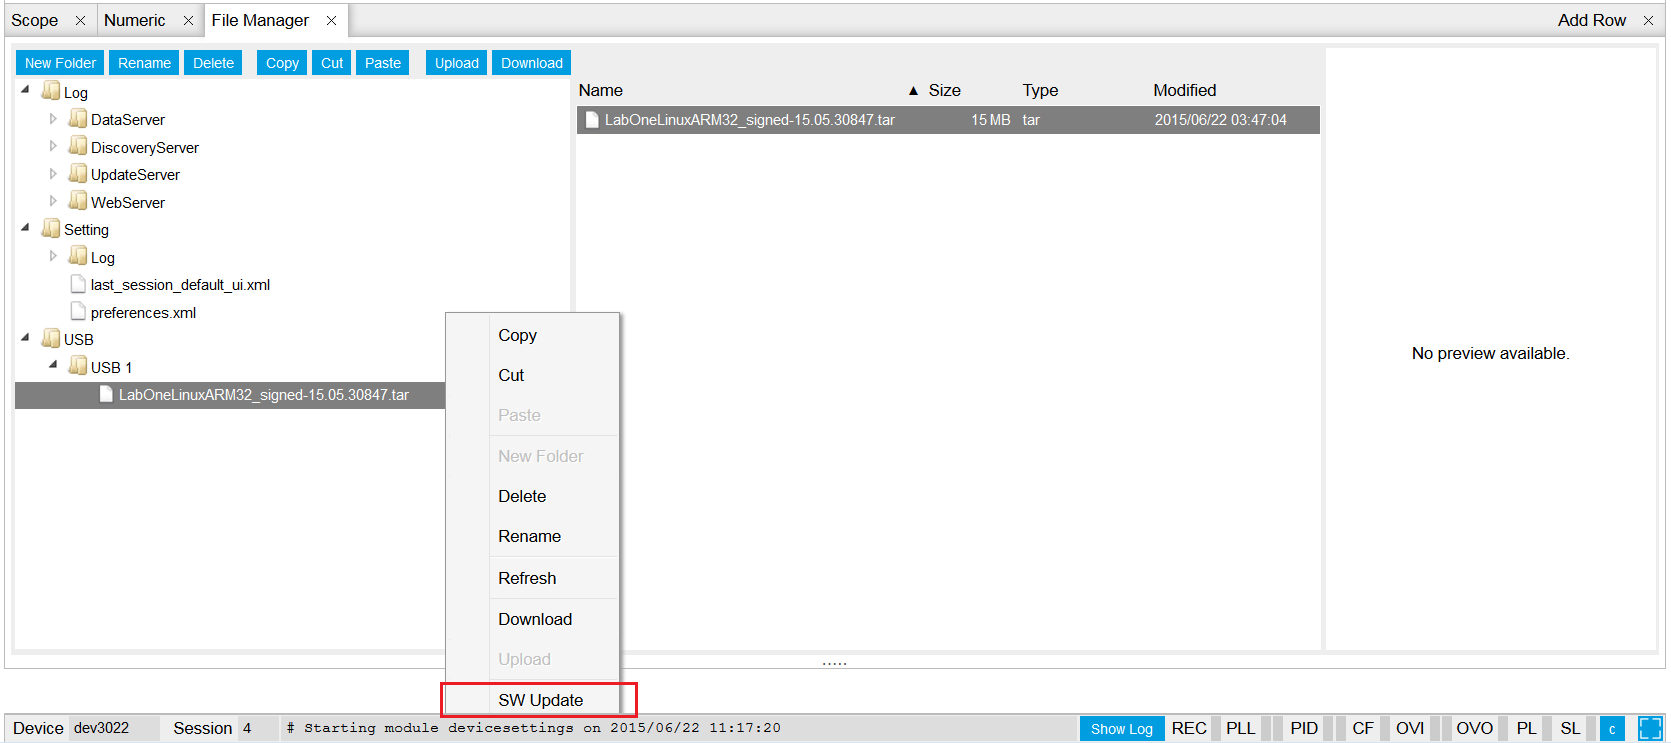 Scope × Numeric × File Manager × Add Row ×
New Folder Rename Delete Copy Cut Paste Upload Download
Name ▲ Size Type Modified
Log
DataServer
DiscoveryServer
UpdateServer
WebServer
Setting
Log
last_session_default_ui.xml
preferences.xml
USB
USB 1
LabOneLinuxARM32_signed-15.05.30847.tar
LabOneLinuxARM32_signed-15.05.30847.tar 15 MB tar 2015/06/22 03:47:04
No preview available.
Copy
Cut
Paste
New Folder
Delete
Rename
Refresh
Download
Upload
SW Update
.....
Device dev3022 Session 4 # Starting module devicesettings on 2015/06/22 11:17:20 Show Log REC PLL PID CF OVI OVO PL SL c